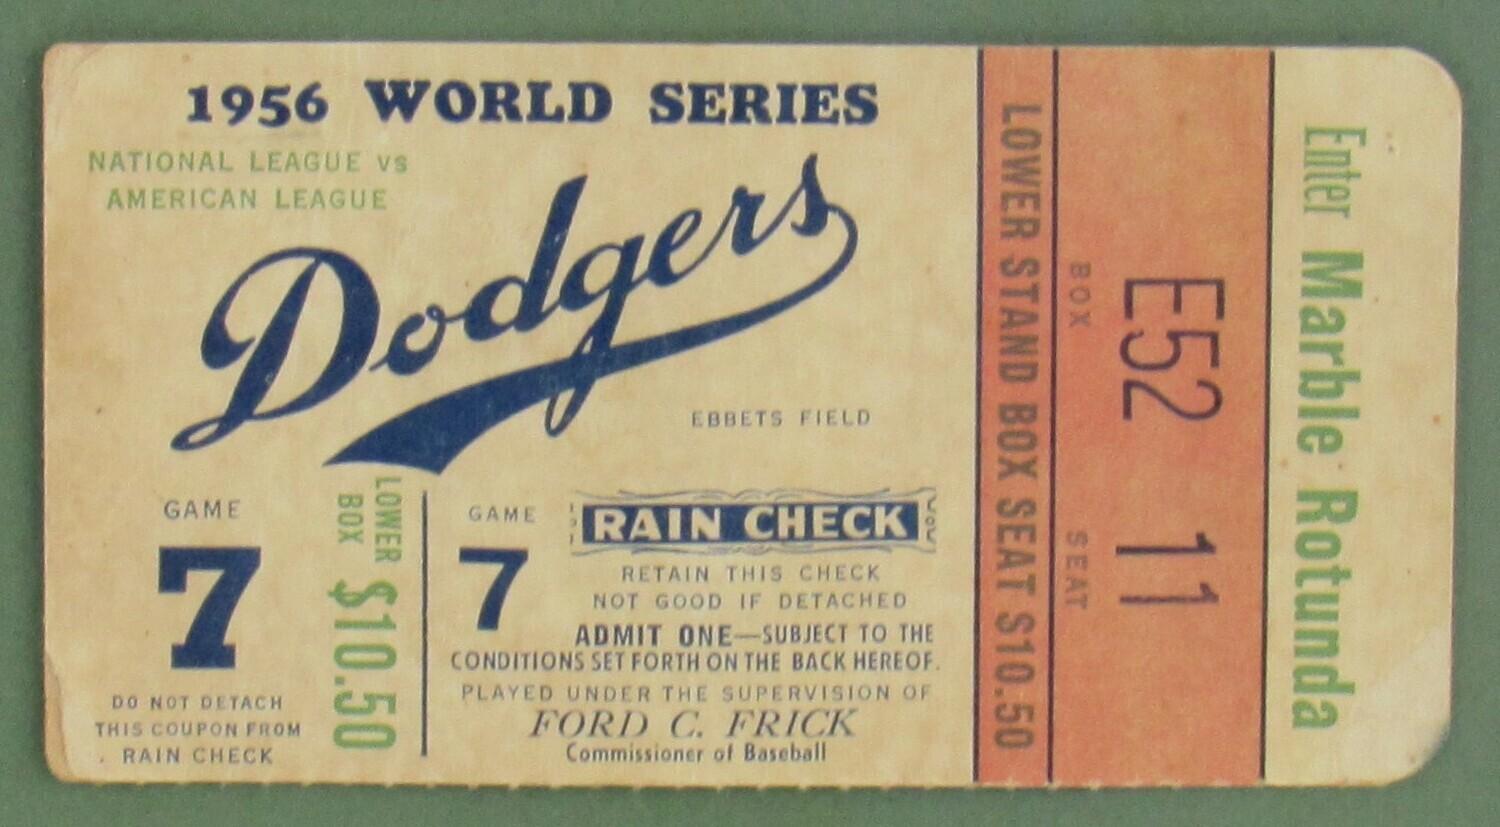 1956 WORLD SERIES
NATIONAL LEAGUE VS
AMERICAN LEAGUE
Dodgers
EBBETS FIELD
GAME
7
DO NOT DETACH
THIS COUPON FROM
RAIN CHECK
LOWER
BOX
$10.50
GAME
7
RAIN CHECK
RETAIN THIS CHECK
NOT GOOD IF DETACHED
ADMIT ONE—SUBJECT TO THE
CONDITIONS SET FORTH ON THE BACK HEREOF.
PLAYED UNDER THE SUPERVISION OF
FORD C. FRICK
Commissioner of Baseball
LOWER STAND BOX SEAT $10.50
BOX
E52
SEAT
11
Enter Marble Rotunda